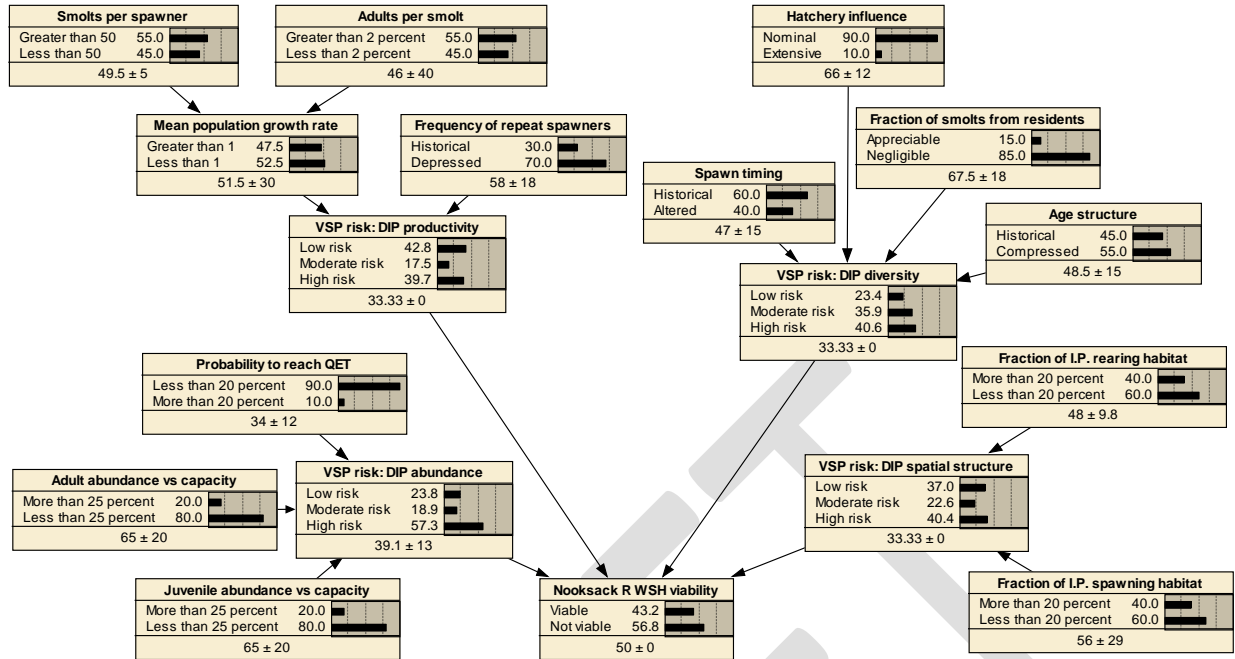 Smolts per spawner
Greater than 50 55.0
Less than 50 45.0
49.5 ± 5
Adults per smolt
Greater than 2 percent 55.0
Less than 2 percent 45.0
46 ± 40
Hatchery influence
Nominal 90.0
Extensive 10.0
66 ± 12
Mean population growth rate
Greater than 1 47.5
Less than 1 52.5
51.5 ± 30
Frequency of repeat spawners
Historical 30.0
Depressed 70.0
58 ± 18
Fraction of smolts from residents
Appreciable 15.0
Negligible 85.0
67.5 ± 18
Spawn timing
Historical 60.0
Altered 40.0
47 ± 15
Age structure
Historical 45.0
Compressed 55.0
48.5 ± 15
VSP risk: DIP productivity
Low risk 42.8
Moderate risk 17.5
High risk 39.7
33.33 ± 0
VSP risk: DIP diversity
Low risk 23.4
Moderate risk 35.9
High risk 40.6
33.33 ± 0
Probability to reach QET
Less than 20 percent 90.0
More than 20 percent 10.0
34 ± 12
Fraction of I.P. rearing habitat
More than 20 percent 40.0
Less than 20 percent 60.0
48 ± 9.8
Adult abundance vs capacity
More than 25 percent 20.0
Less than 25 percent 80.0
65 ± 20
VSP risk: DIP abundance
Low risk 23.8
Moderate risk 18.9
High risk 57.3
39.1 ± 13
VSP risk: DIP spatial structure
Low risk 37.0
Moderate risk 22.6
High risk 40.4
33.33 ± 0
Juvenile abundance vs capacity
More than 25 percent 20.0
Less than 25 percent 80.0
65 ± 20
Nooksack R WSH viability
Viable 43.2
Not viable 56.8
50 ± 0
Fraction of I.P. spawning habitat
More than 20 percent 40.0
Less than 20 percent 60.0
56 ± 29